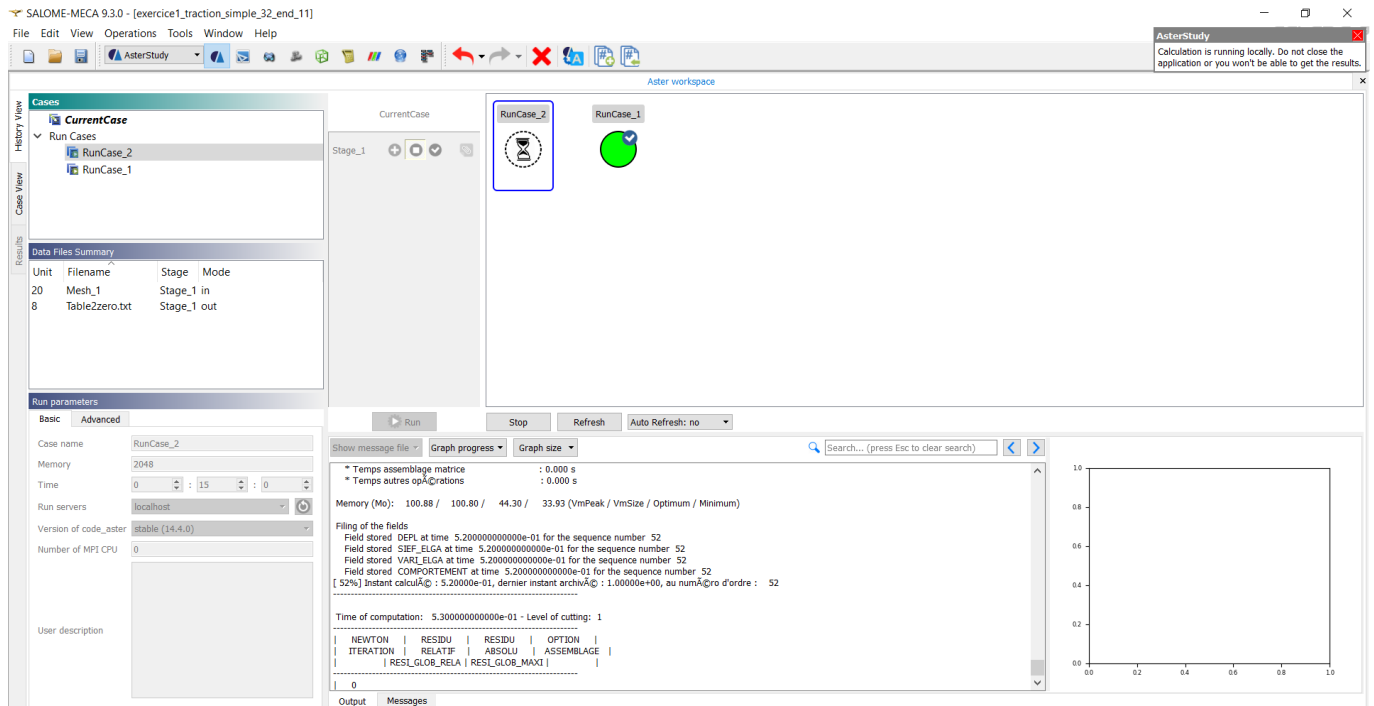 SALOME-MECA 9.3.0 - [exercice1_traction_simple_32_end_11]
File Edit View Operations Tools Window Help
AsterStudy
AsterStudy
Calculation is running locally. Do not close the
application or you won't be able to get the results.
Aster workspace
History View
Case View
Results
Cases
CurrentCase
Run Cases
RunCase_2
RunCase_1
Data Files Summary
Unit Filename Stage Mode
20 Mesh_1 Stage_1 in
8 Table2zero.txt Stage_1 out
CurrentCase
Stage_1
RunCase_2
RunCase_1
Run parameters
Basic Advanced
Case name RunCase_2
Memory 2048
Time 0 : 15 : 0
Run servers localhost
Version of code_aster stable (14.4.0)
Number of MPI CPU 0
User description
Run Stop Refresh Auto Refresh: no
Show message file Graph progress Graph size Search... (press Esc to clear search)
* Temps assemblage matrice : 0.000 s
* Temps autres opÃ©rations : 0.000 s
Memory (Mo): 100.88 / 100.80 / 44.30 / 33.93 (VmPeak / VmSize / Optimum / Minimum)
Filing of the fields
Field stored DEPL at time 5.200000000000e-01 for the sequence number 52
Field stored SIEF_ELGA at time 5.200000000000e-01 for the sequence number 52
Field stored VARI_ELGA at time 5.200000000000e-01 for the sequence number 52
Field stored COMPORTEMENT at time 5.200000000000e-01 for the sequence number 52
[ 52%] Instant calculÃ© : 5.20000e-01, dernier instant archivÃ© : 1.00000e+00, au numÃ©ro d'ordre : 52
----------------------------------------------------------------------
Time of computation: 5.300000000000e-01 - Level of cutting: 1
----------------------------------------------------------------------
| NEWTON | RESIDU | RESIDU | OPTION |
| ITERATION | RELATIF | ABSOLU | ASSEMBLAGE |
| | RESI_GLOB_RELA | RESI_GLOB_MAXI | |
----------------------------------------------------------------------
| 0
Output Messages
1.0
0.8
0.6
0.4
0.2
0.0
0.0 0.2 0.4 0.6 0.8 1.0